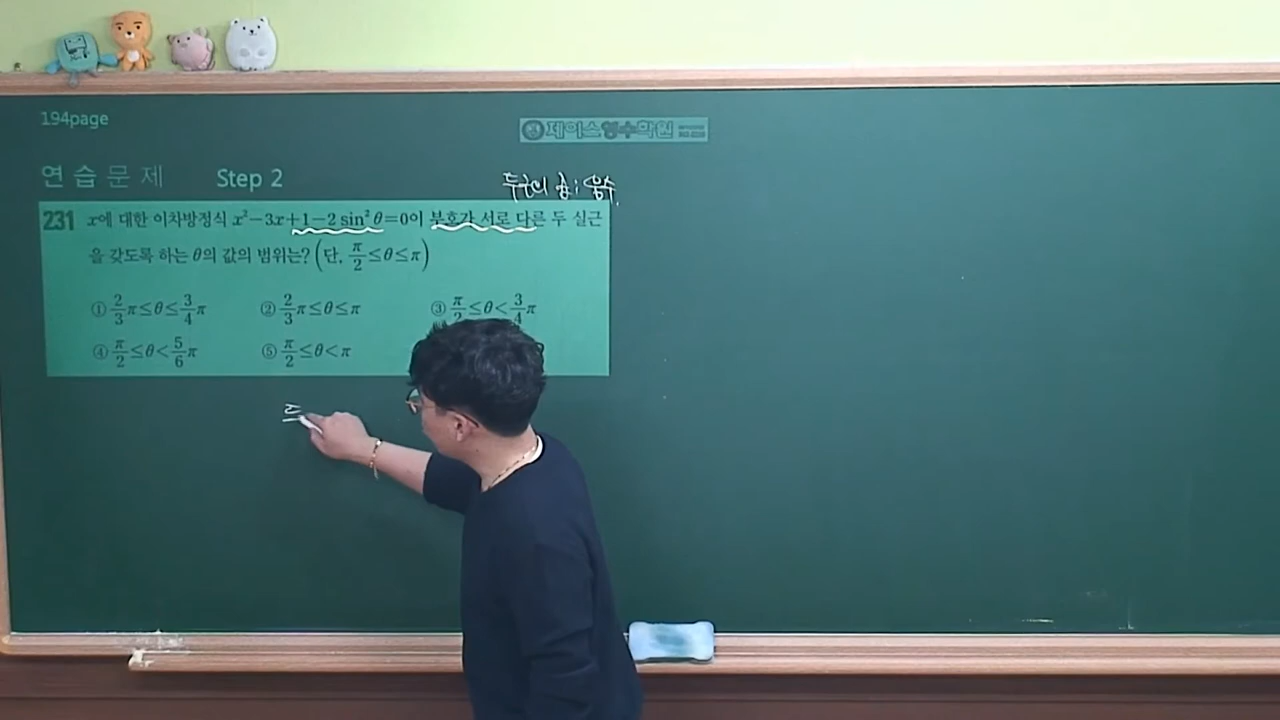 194page
제이스영수학원
연습문제 Step 2
두근의 곱 : 음수.
231 x에 대한 이차방정식 x²−3x+1−2 sin²θ=0이 부호가 서로 다른 두 실근
을 갖도록 하는 θ의 값의 범위는? (단, π/2≤θ≤π)
① 2/3π≤θ≤3/4π ② 2/3π≤θ≤π ③ π/2≤θ<3/4π
④ π/2≤θ<5/6π ⑤ π/2≤θ<π